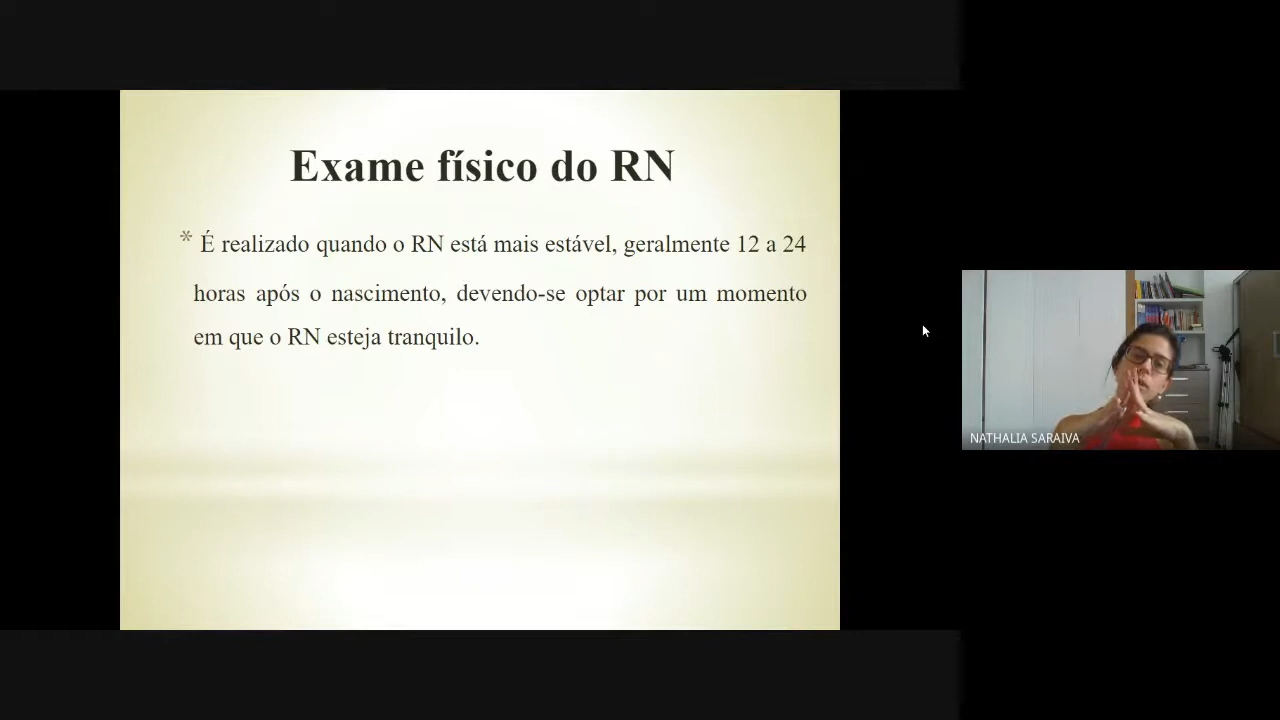 Exame físico do RN
* É realizado quando o RN está mais estável, geralmente 12 a 24
horas após o nascimento, devendo-se optar por um momento
em que o RN esteja tranquilo.
NATHALIA SARAIVA